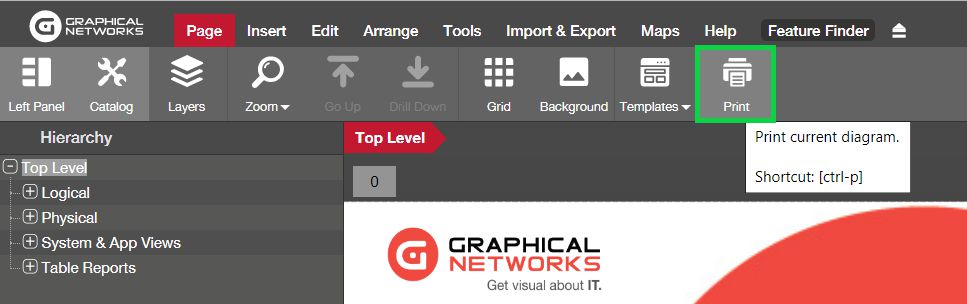 GRAPHICAL
NETWORKS
Page Insert Edit Arrange Tools Import & Export Maps Help Feature Finder
Left Panel Catalog Layers Zoom Go Up Drill Down Grid Background Templates Print
Hierarchy
Top Level
Logical
Physical
System & App Views
Table Reports
Top Level
0
Print current diagram.
Shortcut: [ctrl-p]
GRAPHICAL
NETWORKS
Get visual about IT.